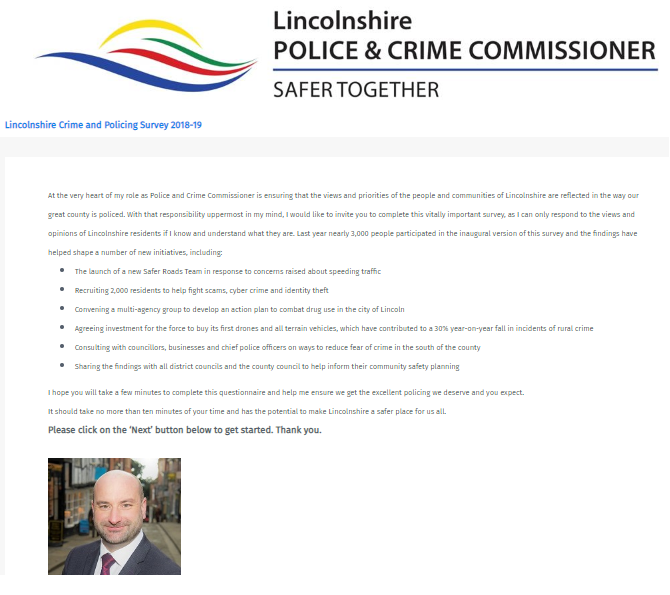 Lincolnshire
POLICE & CRIME COMMISSIONER
SAFER TOGETHER
Lincolnshire Crime and Policing Survey 2018-19
At the very heart of my role as Police and Crime Commissioner is ensuring that the views and priorities of the people and communities of Lincolnshire are reflected in the way our
great county is policed. With that responsibility uppermost in my mind, I would like to invite you to complete this vitally important survey, as I can only respond to the views and
opinions of Lincolnshire residents if I know and understand what they are. Last year nearly 3,000 people participated in the inaugural version of this survey and the findings have
helped shape a number of new initiatives, including:
The launch of a new Safer Roads Team in response to concerns raised about speeding traffic
Recruiting 2,000 residents to help fight scams, cyber crime and identity theft
Convening a multi-agency group to develop an action plan to combat drug use in the city of Lincoln
Agreeing investment for the force to buy its first drones and all terrain vehicles, which have contributed to a 30% year-on-year fall in incidents of rural crime
Consulting with councillors, businesses and chief police officers on ways to reduce fear of crime in the south of the county
Sharing the findings with all district councils and the county council to help inform their community safety planning
I hope you will take a few minutes to complete this questionnaire and help me ensure we get the excellent policing we deserve and you expect.
It should take no more than ten minutes of your time and has the potential to make Lincolnshire a safer place for us all.
Please click on the 'Next' button below to get started. Thank you.